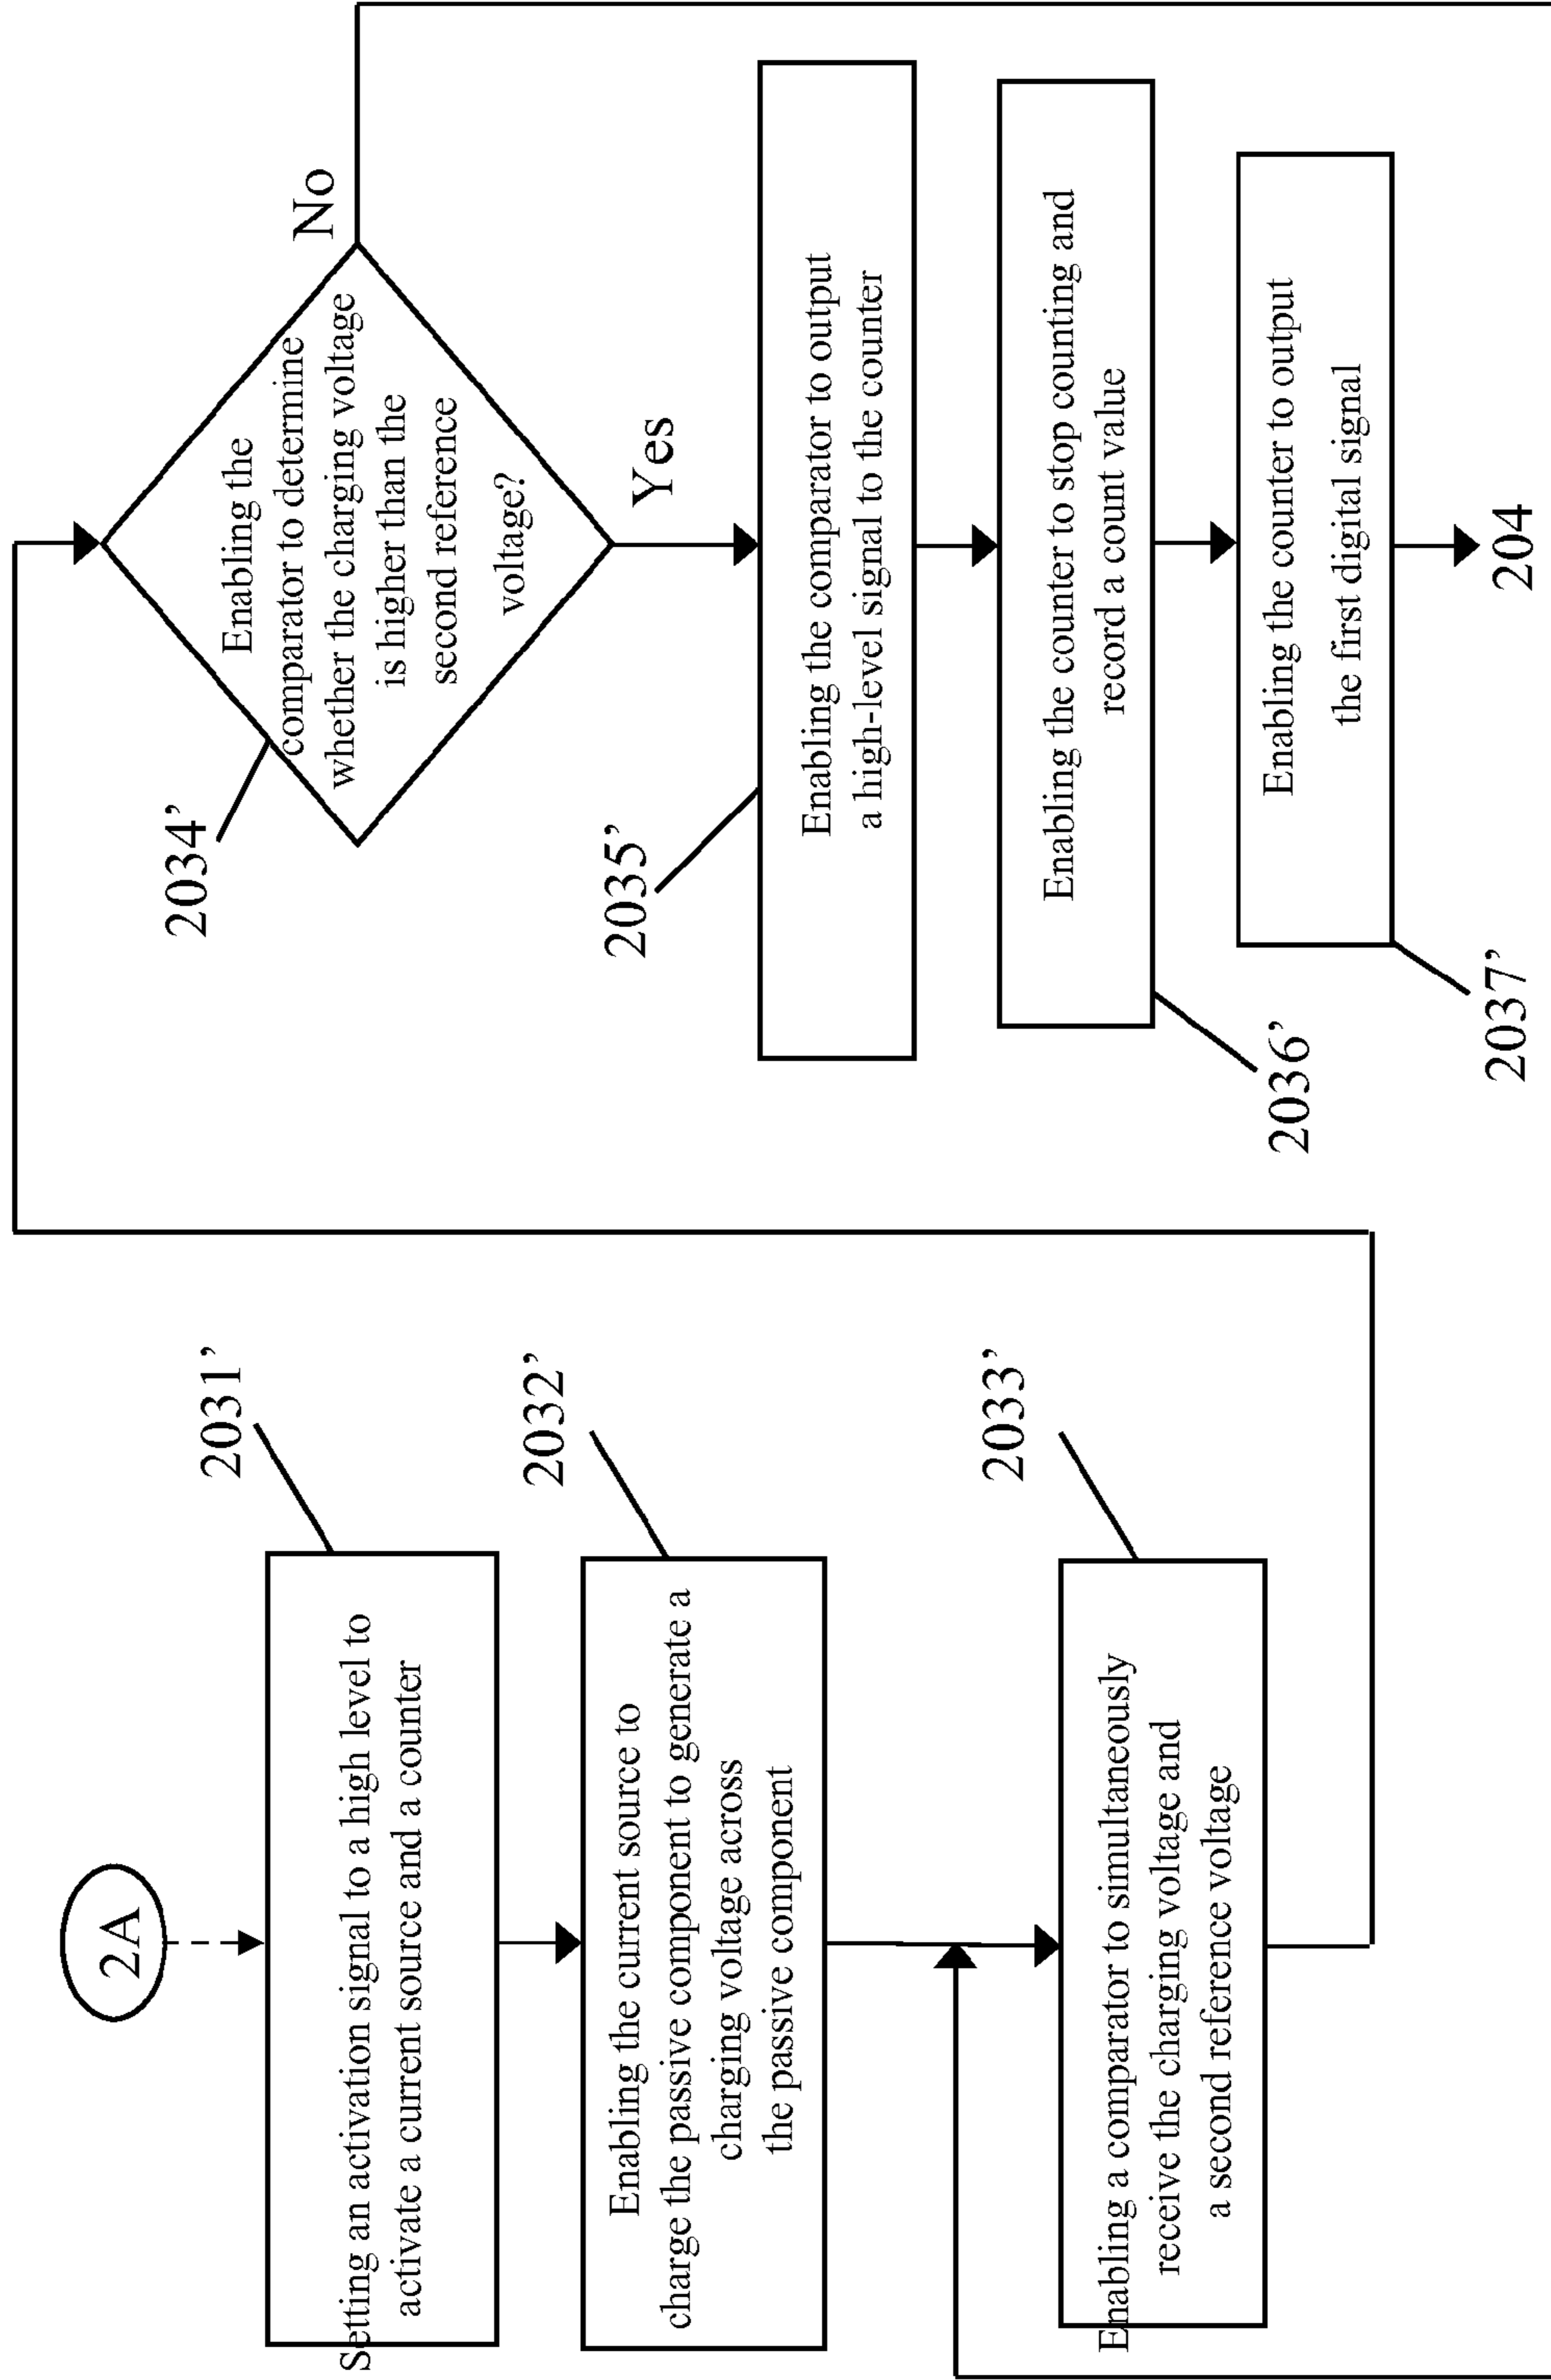 2A
2031’
Setting an activation signal to a high level to
activate a current source and a counter
2032’
Enabling the current source to
charge the passive component to generate a
charging voltage across
the passive component
2033’
Enabling a comparator to simultaneously
receive the charging voltage and
a second reference voltage
2034’
Enabling the
comparator to determine
whether the charging voltage
is higher than the
second reference
voltage?
No
Yes
2035’
Enabling the comparator to output
a high-level signal to the counter
2036’
Enabling the counter to stop counting and
record a count value
2037’
Enabling the counter to output
the first digital signal
204